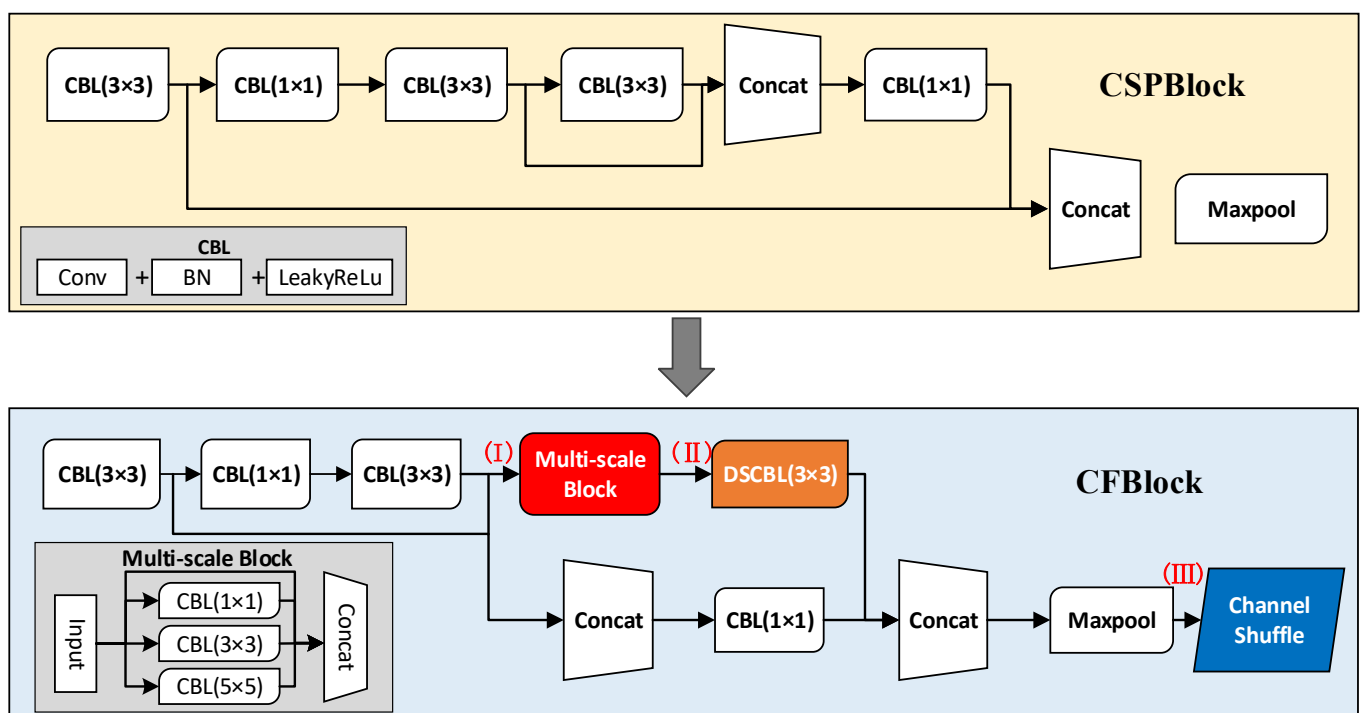 CBL(3×3)
CBL(1×1)
CBL(3×3)
CBL(3×3)
Concat
CBL(1×1)
CSPBlock
Concat
Maxpool
CBL
Conv + BN + LeakyReLu
CBL(3×3)
CBL(1×1)
CBL(3×3)
(Ⅰ)
Multi-scale
Block
(Ⅱ)
DSCBL(3×3)
CFBlock
Multi-scale Block
Input
CBL(1×1)
CBL(3×3)
CBL(5×5)
Concat
Concat
CBL(1×1)
Concat
Maxpool
(Ⅲ)
Channel
Shuffle